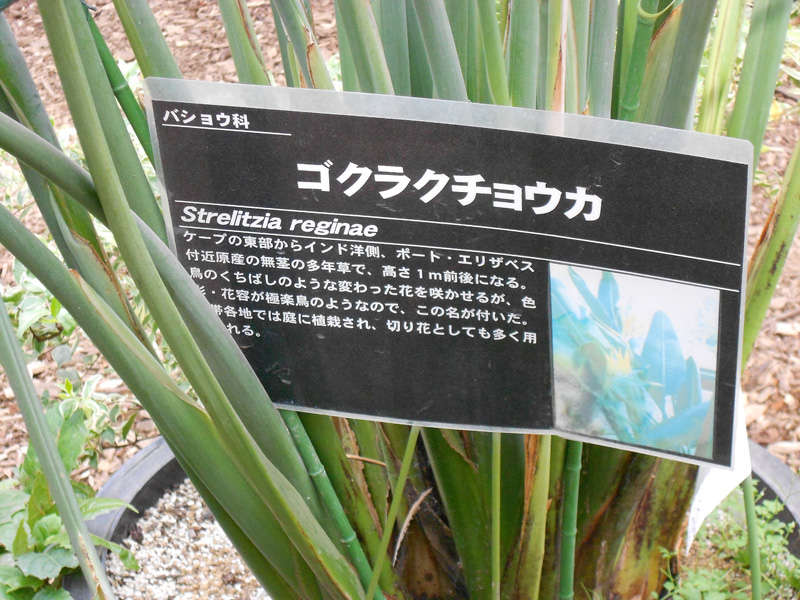 バショウ科
ゴクラクチョウカ
Strelitzia reginae
ケープの東部からインド洋側、ポート・エリザベス
付近原産の無茎の多年草で、高さ1m前後になる。
鳥のくちばしのような変わった花を咲かせるが、色
・花容が極楽鳥のようなので、この名が付いた。
帯各地では庭に植栽され、切り花としても多く用
れる。